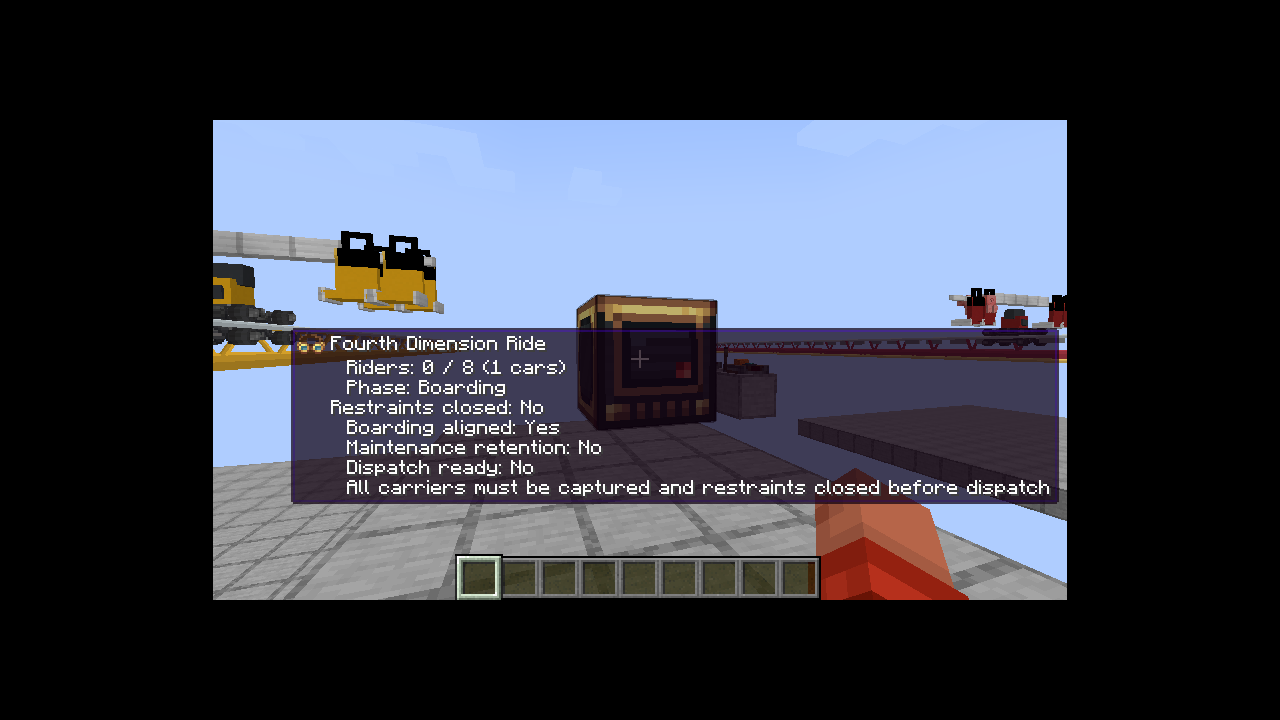 Fourth Dimension Ride
Riders: 0 / 8 (1 cars)
Phase: Boarding
Restraints closed: No
Boarding aligned: Yes
Maintenance retention: No
Dispatch ready: No
All carriers must be captured and restraints closed before dispatch